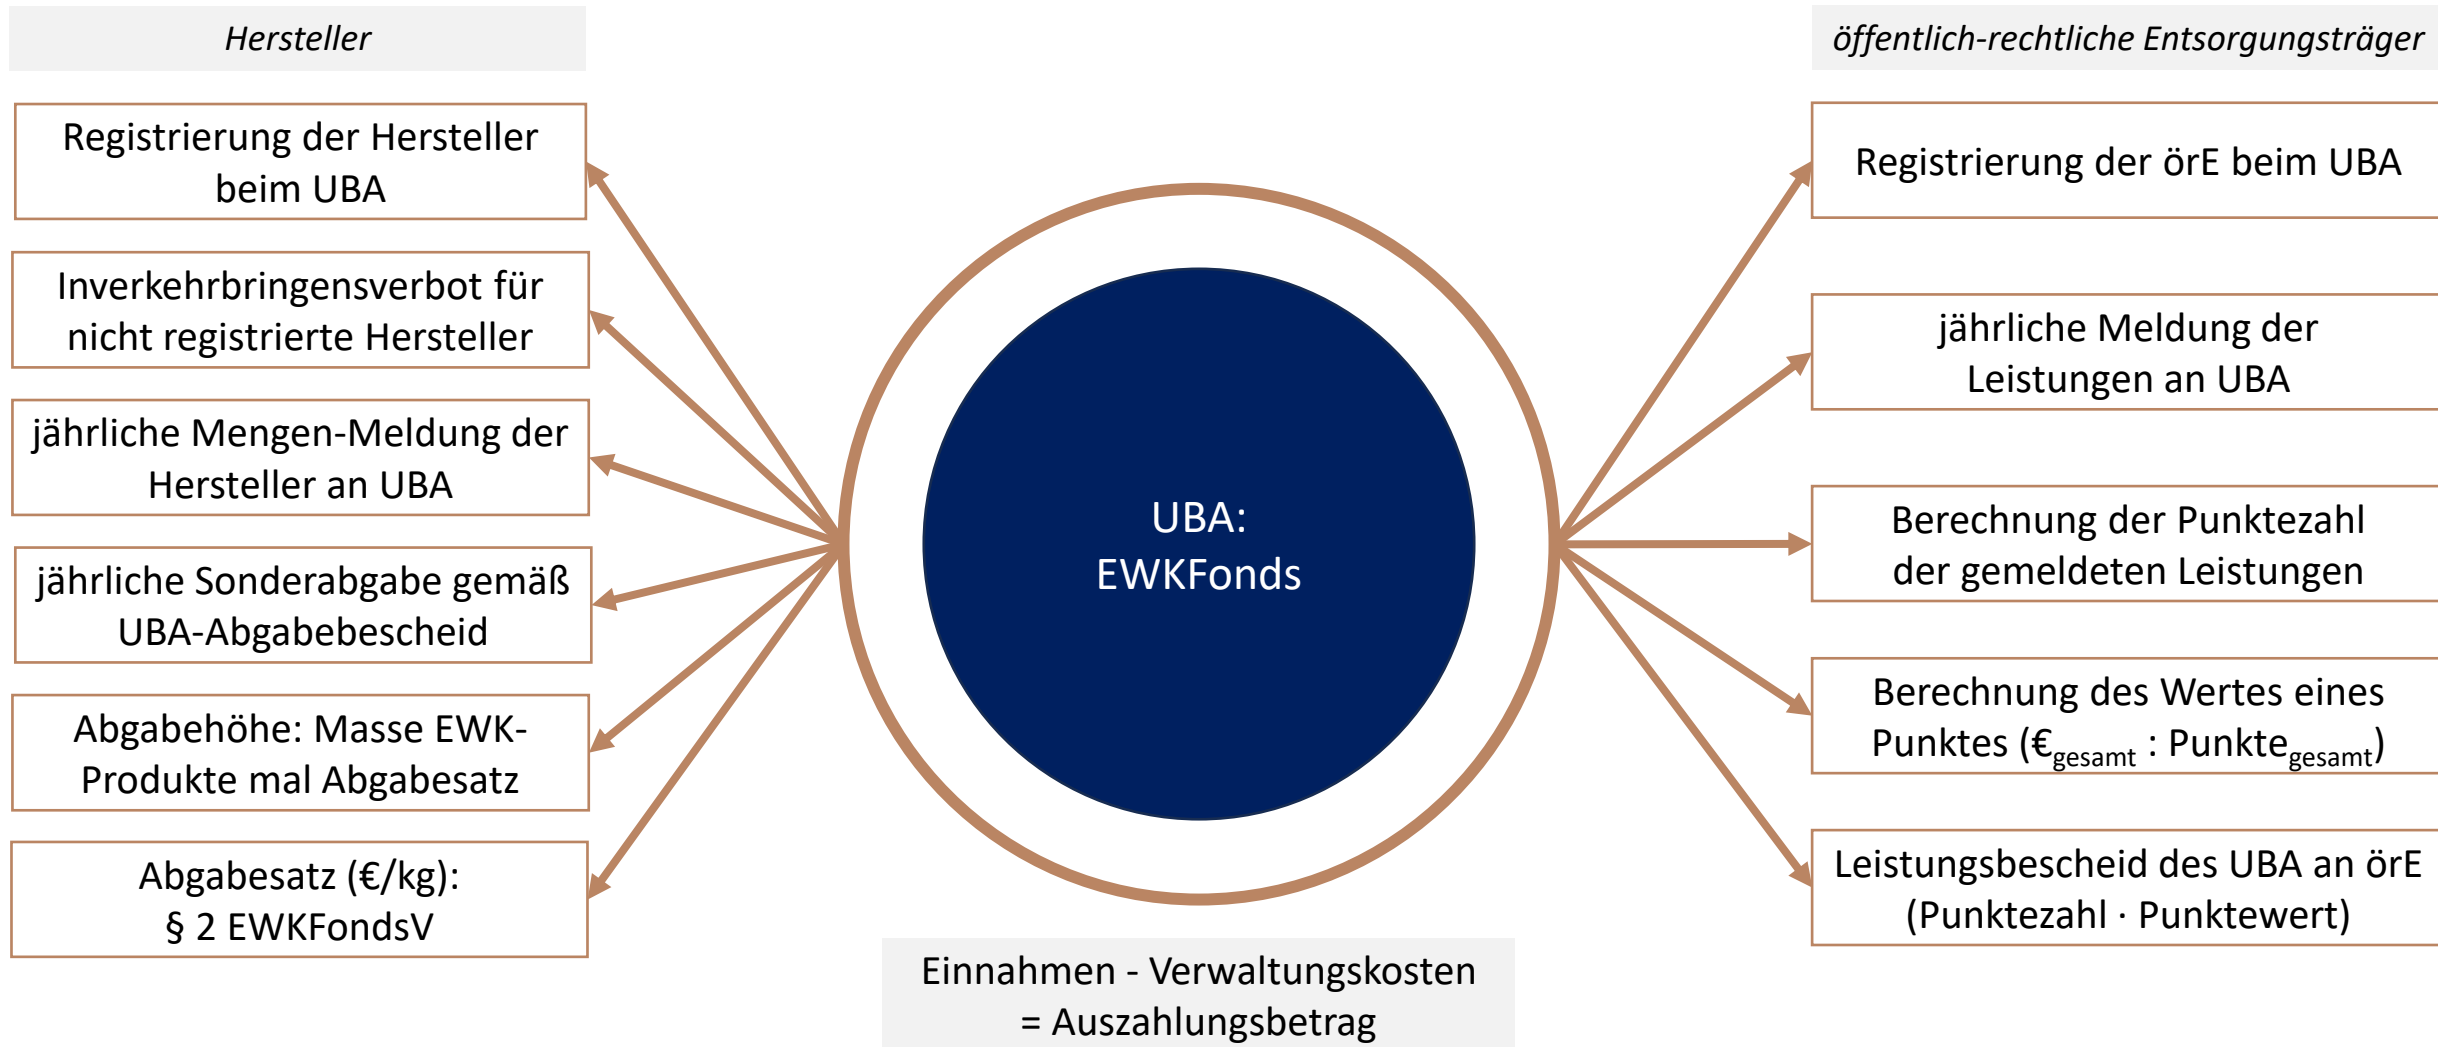 Hersteller
Registrierung der Hersteller
beim UBA
Inverkehrbringensverbot für
nicht registrierte Hersteller
jährliche Mengen-Meldung der
Hersteller an UBA
jährliche Sonderabgabe gemäß
UBA-Abgabebescheid
Abgabehöhe: Masse EWK-
Produkte mal Abgabesatz
Abgabesatz (€/kg):
§ 2 EWKFondsV
UBA:
EWKFonds
Einnahmen - Verwaltungskosten
= Auszahlungsbetrag
öffentlich-rechtliche Entsorgungsträger
Registrierung der örE beim UBA
jährliche Meldung der
Leistungen an UBA
Berechnung der Punktezahl
der gemeldeten Leistungen
Berechnung des Wertes eines
Punktes (€gesamt : Punktegesamt)
Leistungsbescheid des UBA an örE
(Punktezahl · Punktewert)